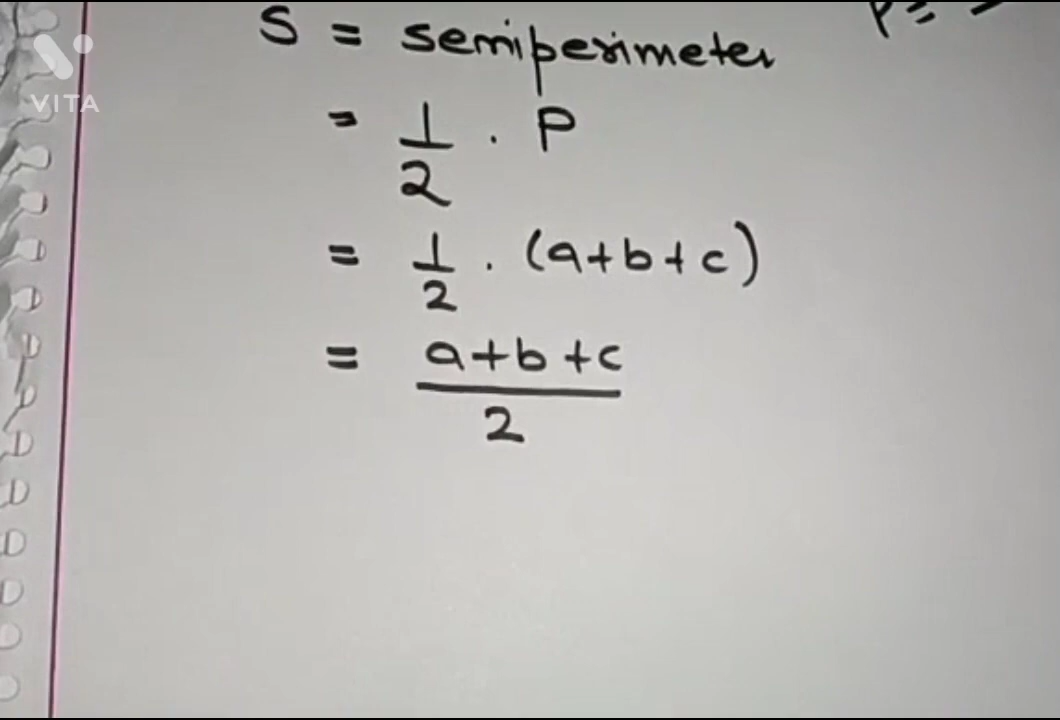 S = semiperimeter
VITA
= 1/2 . P
= 1/2 . (a+b+c)
= a+b+c
2